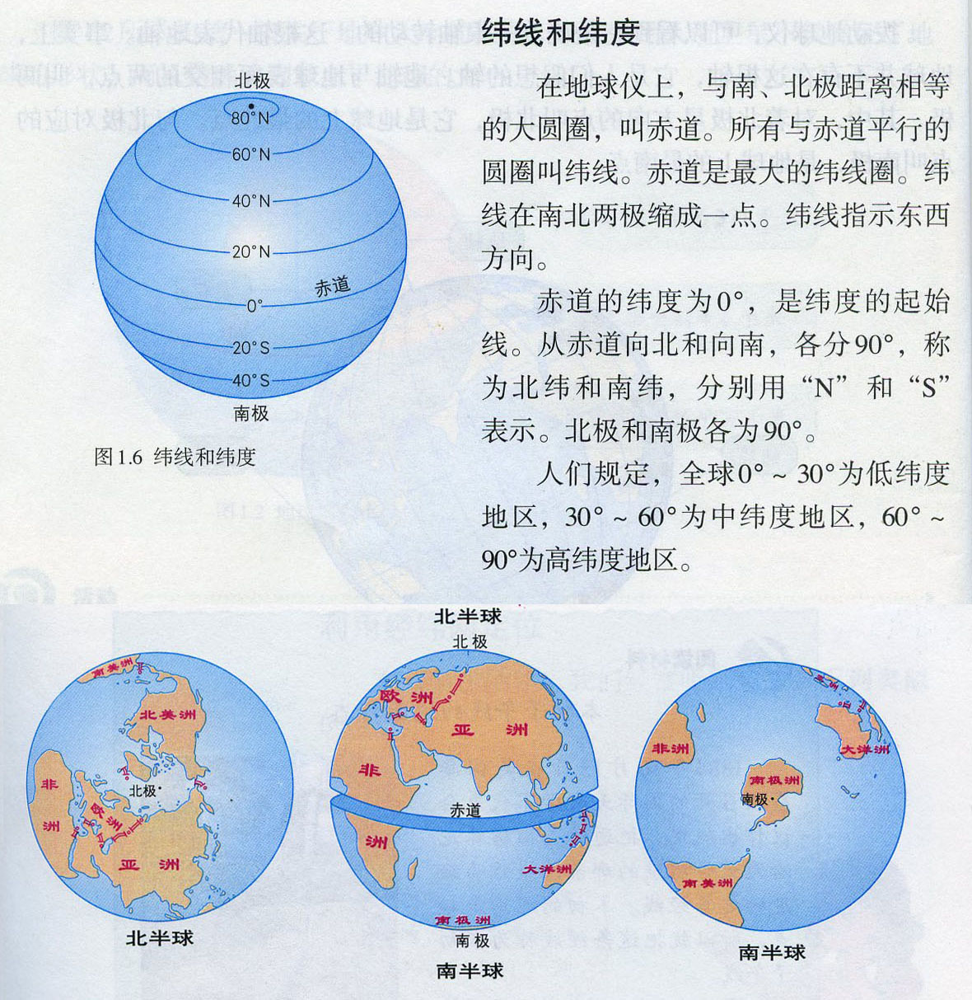 纬线和纬度
在地球仪上，与南、北极距离相等
的大圆圈，叫赤道。所有与赤道平行的
圆圈叫纬线。赤道是最大的纬线圈。纬
线在南北两极缩成一点。纬线指示东西
方向。
赤道的纬度为0°，是纬度的起始
线。从赤道向北和向南，各分90°，称
为北纬和南纬，分别用“N”和“S”
表示。北极和南极各为90°。
人们规定，全球0°~30°为低纬度
地区，30°~60°为中纬度地区，60°~
90°为高纬度地区。
北极
80°N
60°N
40°N
20°N
赤道
0°
20°S
40°S
南极
图1.6 纬线和纬度
南美洲
北美洲
非
洲
北极
欧洲
亚洲
北半球
北半球
北极
欧洲
亚洲
非
赤道
洲
大洋洲
南极洲
南极
南半球
非洲
大洋洲
南极洲
南极
南美洲
南半球